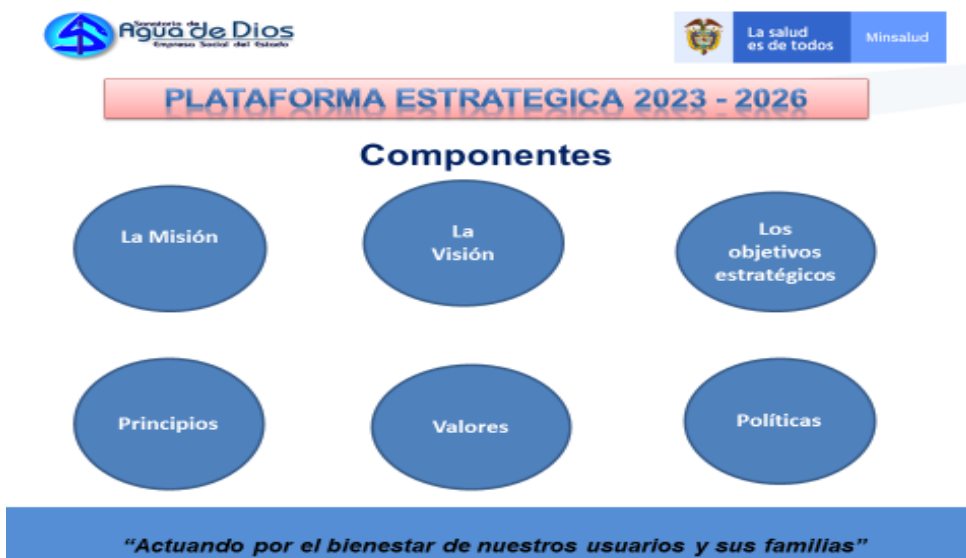 Sanatorio de
Agua de Dios
Empresa Social del Estado
La salud
es de todos
Minsalud
PLATAFORMA ESTRATEGICA 2023 - 2026
Componentes
La Misión
La
Visión
Los
objetivos
estratégicos
Principios
Valores
Políticas
“Actuando por el bienestar de nuestros usuarios y sus familias”